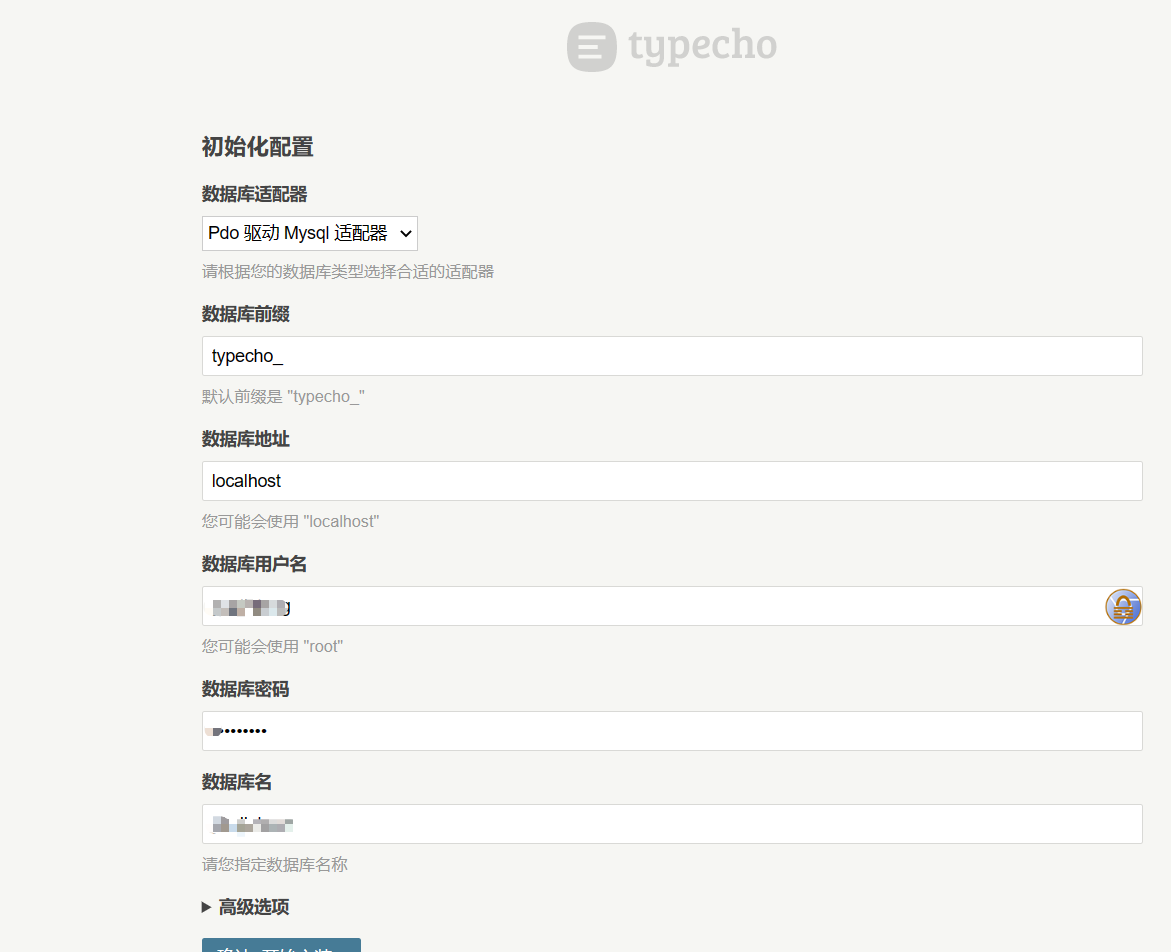 typecho
初始化配置
数据库适配器
Pdo 驱动 Mysql 适配器
请根据您的数据库类型选择合适的适配器
数据库前缀
typecho_
默认前缀是 "typecho_"
数据库地址
localhost
您可能会使用 "localhost"
数据库用户名
您可能会使用 "root"
数据库密码
数据库名
请您指定数据库名称
高级选项